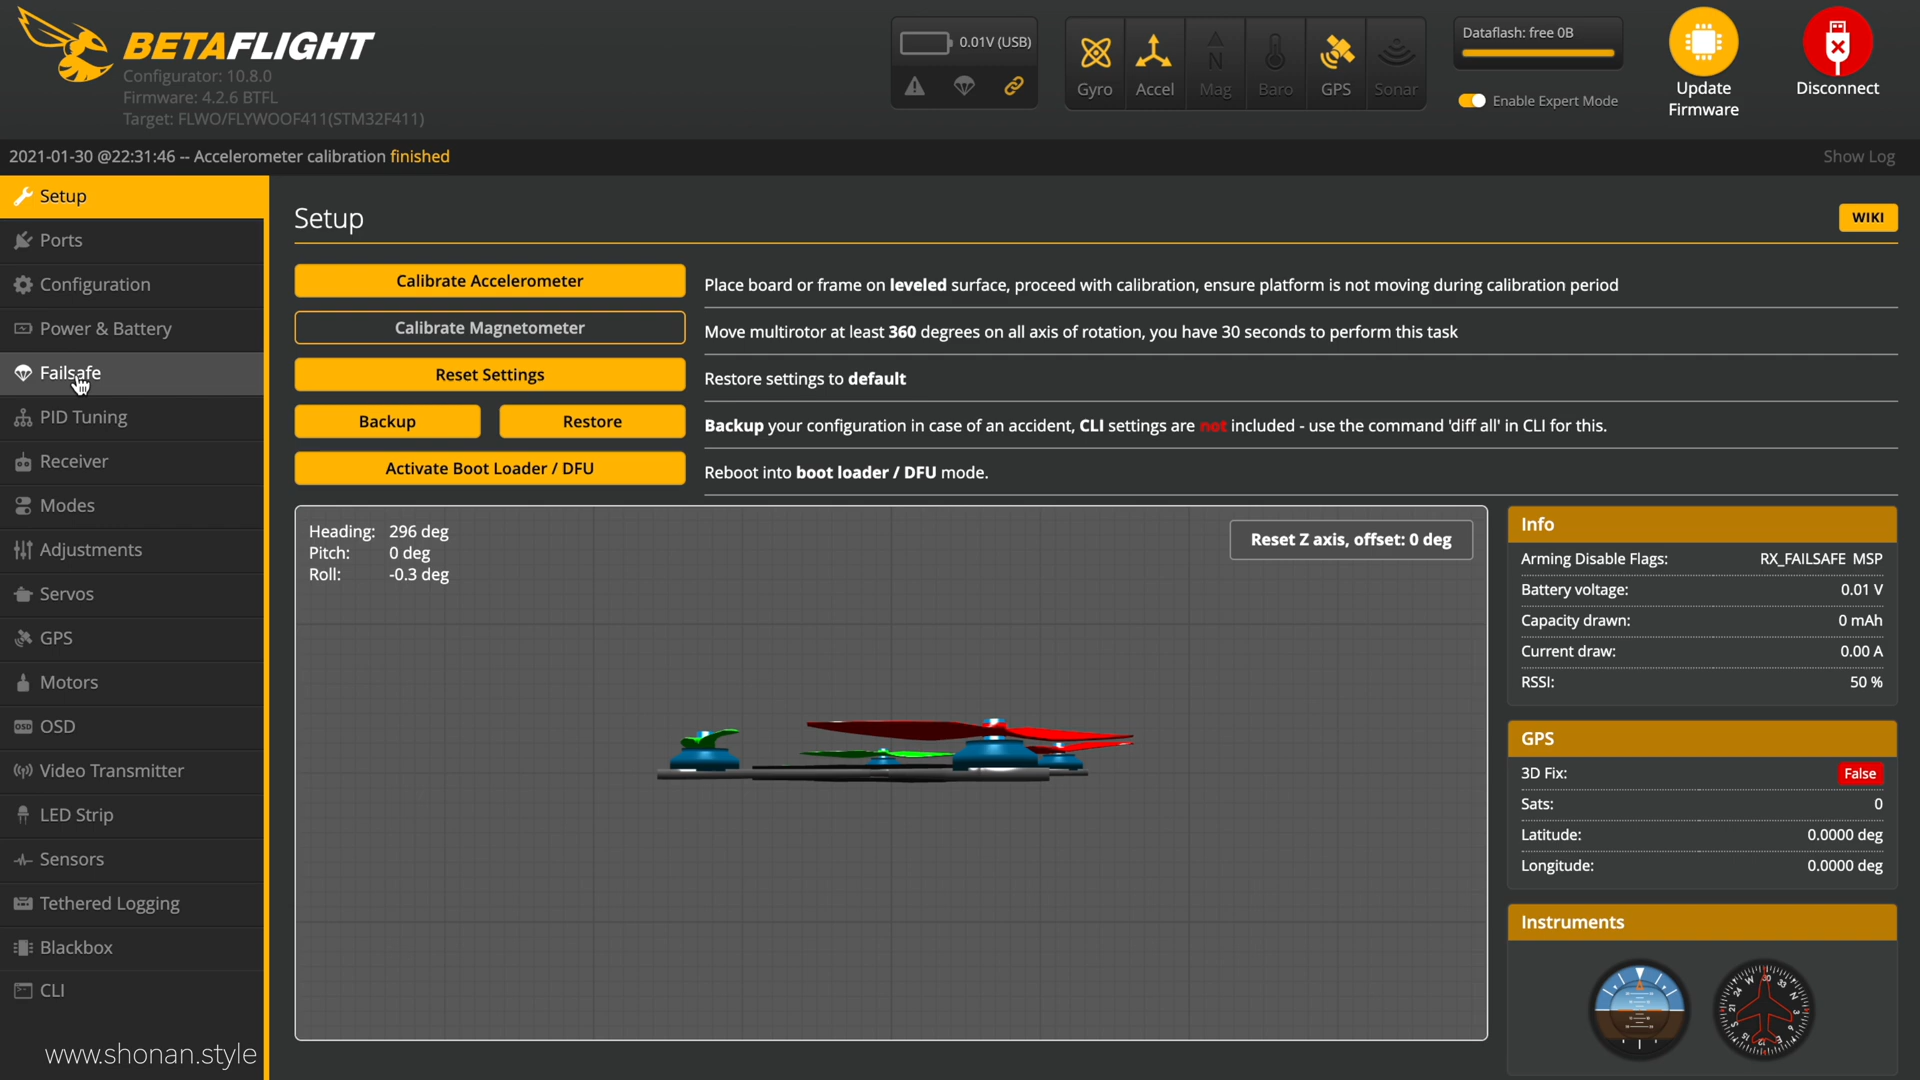 BETAFLIGHT
Configurator: 10.8.0
Firmware: 4.2.6 BTFL
Target: FLWO/FLYWOOF411(STM32F411)
0.01V (USB)
Gyro
Accel
Mag
Baro
GPS
Sonar
Dataflash: free 0B
Enable Expert Mode
Update
Firmware
Disconnect
2021-01-30 @22:31:46 -- Accelerometer calibration finished
Show Log
Setup
Ports
Configuration
Power & Battery
Failsafe
PID Tuning
Receiver
Modes
Adjustments
Servos
GPS
Motors
OSD
Video Transmitter
LED Strip
Sensors
Tethered Logging
Blackbox
CLI
www.shonan.style
Setup
WIKI
Calibrate Accelerometer
Place board or frame on leveled surface, proceed with calibration, ensure platform is not moving during calibration period
Calibrate Magnetometer
Move multirotor at least 360 degrees on all axis of rotation, you have 30 seconds to perform this task
Reset Settings
Restore settings to default
Backup
Restore
Backup your configuration in case of an accident, CLI settings are not included - use the command 'diff all' in CLI for this.
Activate Boot Loader / DFU
Reboot into boot loader / DFU mode.
Heading: 296 deg
Pitch: 0 deg
Roll: -0.3 deg
Reset Z axis, offset: 0 deg
Info
Arming Disable Flags: RX_FAILSAFE MSP
Battery voltage: 0.01 V
Capacity drawn: 0 mAh
Current draw: 0.00 A
RSSI: 50 %
GPS
3D Fix: False
Sats: 0
Latitude: 0.0000 deg
Longitude: 0.0000 deg
Instruments